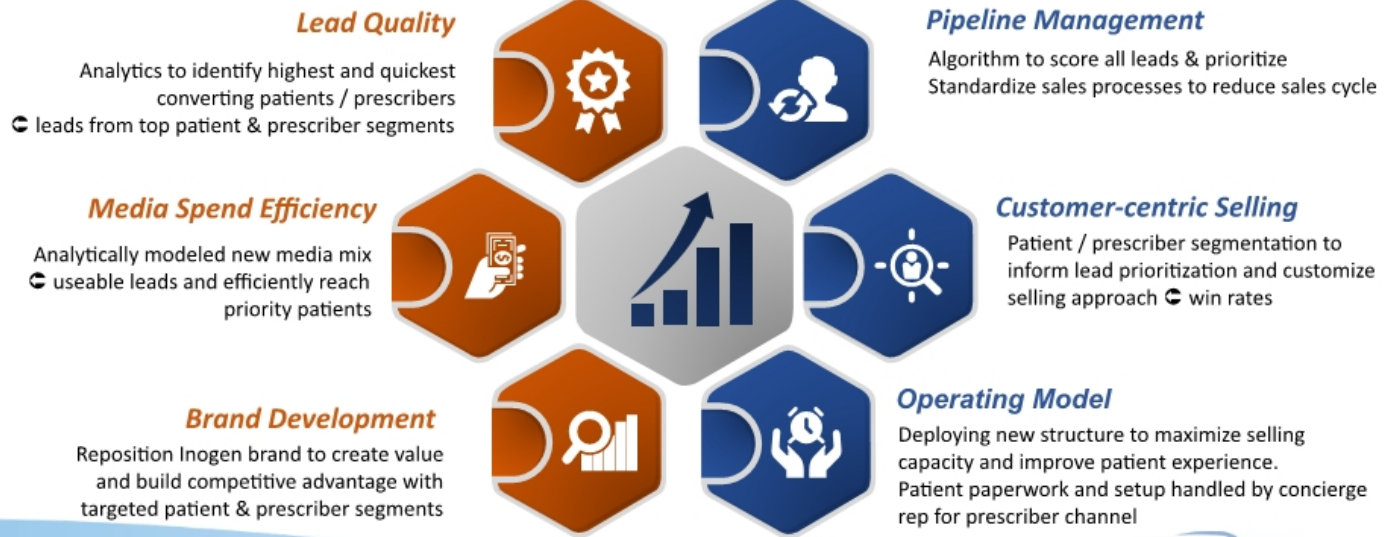 Lead Quality
Analytics to identify highest and quickest
converting patients / prescribers
⮊ leads from top patient & prescriber segments
Media Spend Efficiency
Analytically modeled new media mix
⮊ useable leads and efficiently reach
priority patients
Brand Development
Reposition Inogen brand to create value
and build competitive advantage with
targeted patient & prescriber segments
Pipeline Management
Algorithm to score all leads & prioritize
Standardize sales processes to reduce sales cycle
Customer-centric Selling
Patient / prescriber segmentation to
inform lead prioritization and customize
selling approach ⮊ win rates
Operating Model
Deploying new structure to maximize selling
capacity and improve patient experience.
Patient paperwork and setup handled by concierge
rep for prescriber channel